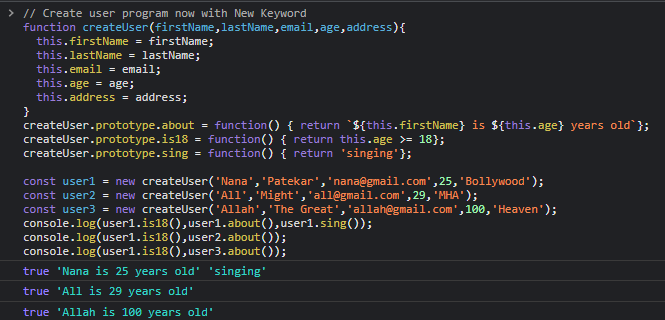 > // Create user program now with New Keyword
function createUser(firstName,lastName,email,age,address){
this.firstName = firstName;
this.lastName = lastName;
this.email = email;
this.age = age;
this.address = address;
}
createUser.prototype.about = function() { return `${this.firstName} is ${this.age} years old`};
createUser.prototype.is18 = function() { return this.age >= 18};
createUser.prototype.sing = function() { return 'singing'};
const user1 = new createUser('Nana','Patekar','nana@gmail.com',25,'Bollywood');
const user2 = new createUser('All','Might','all@gmail.com',29,'MHA');
const user3 = new createUser('Allah','The Great','allah@gmail.com',100,'Heaven');
console.log(user1.is18(),user1.about(),user1.sing());
console.log(user1.is18(),user2.about());
console.log(user1.is18(),user3.about());
true 'Nana is 25 years old' 'singing'
true 'All is 29 years old'
true 'Allah is 100 years old'